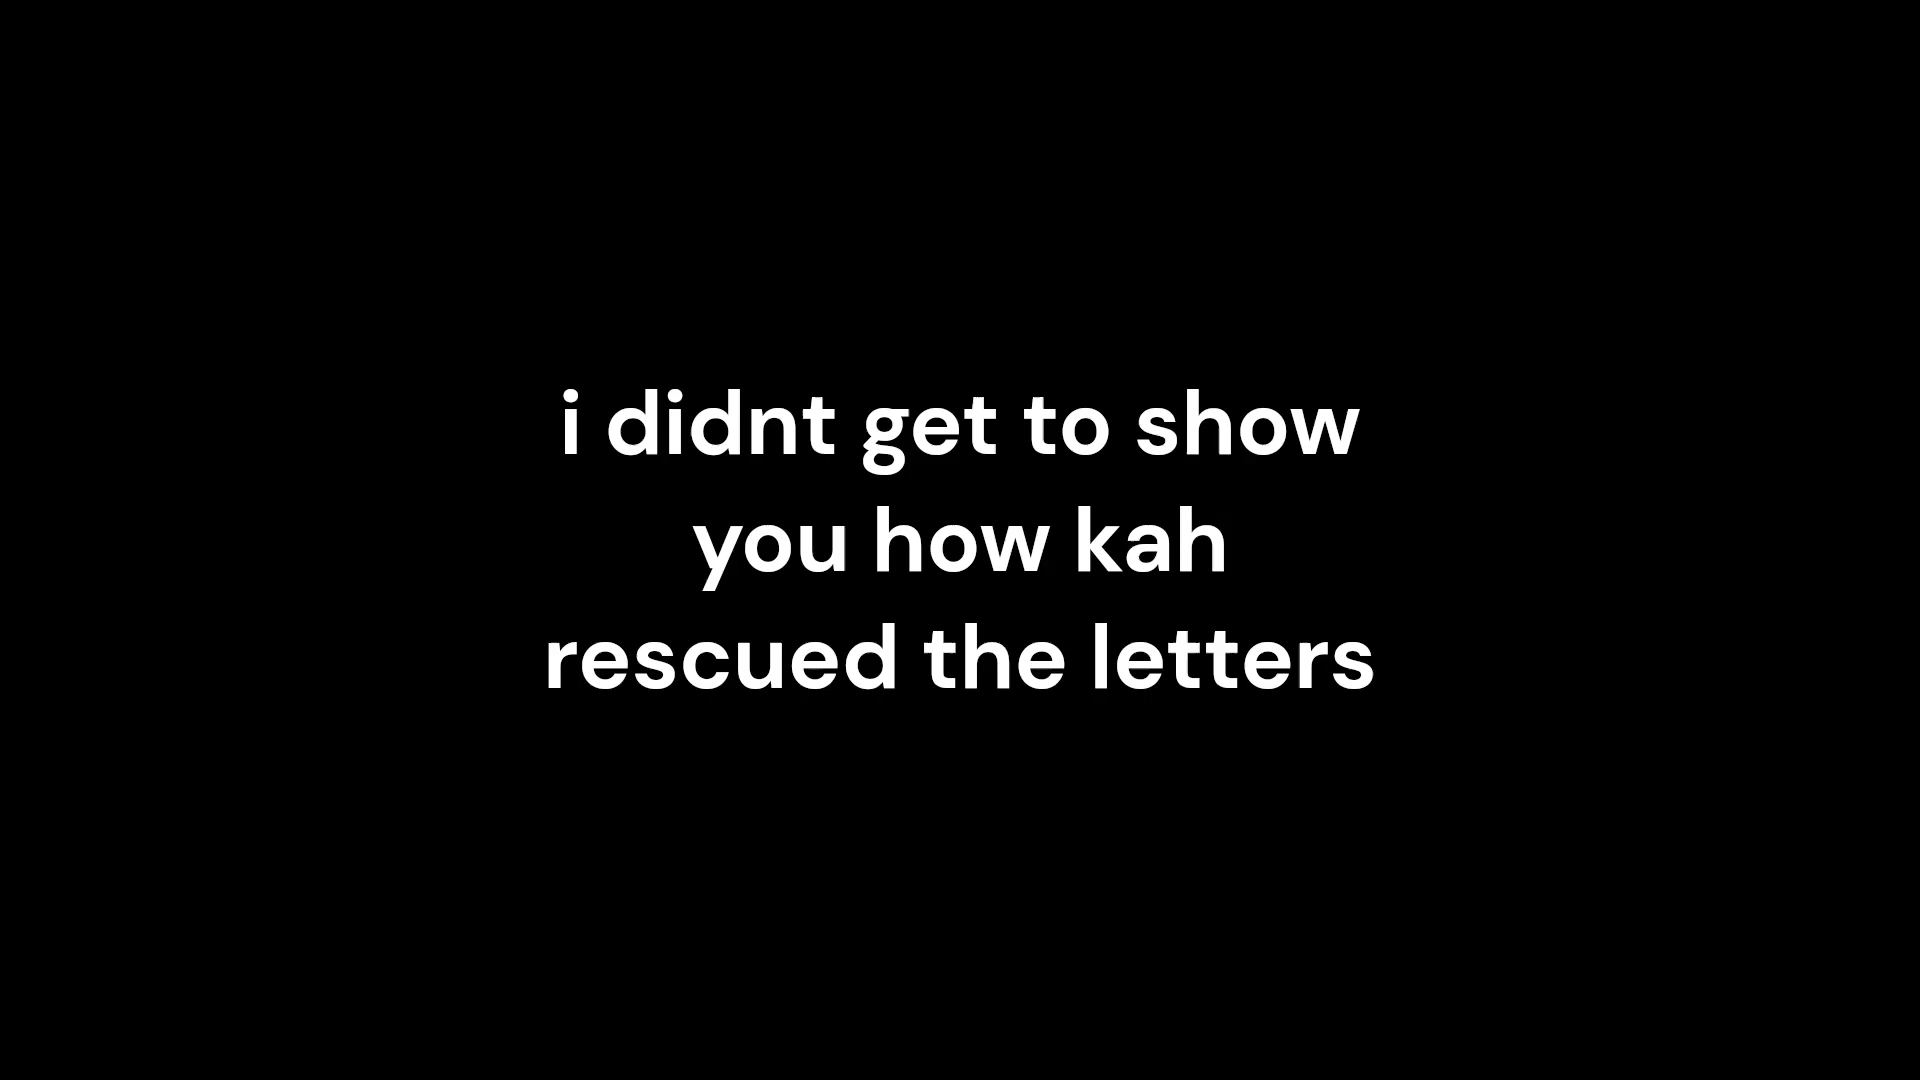 i didnt get to show
you how kah
rescued the letters